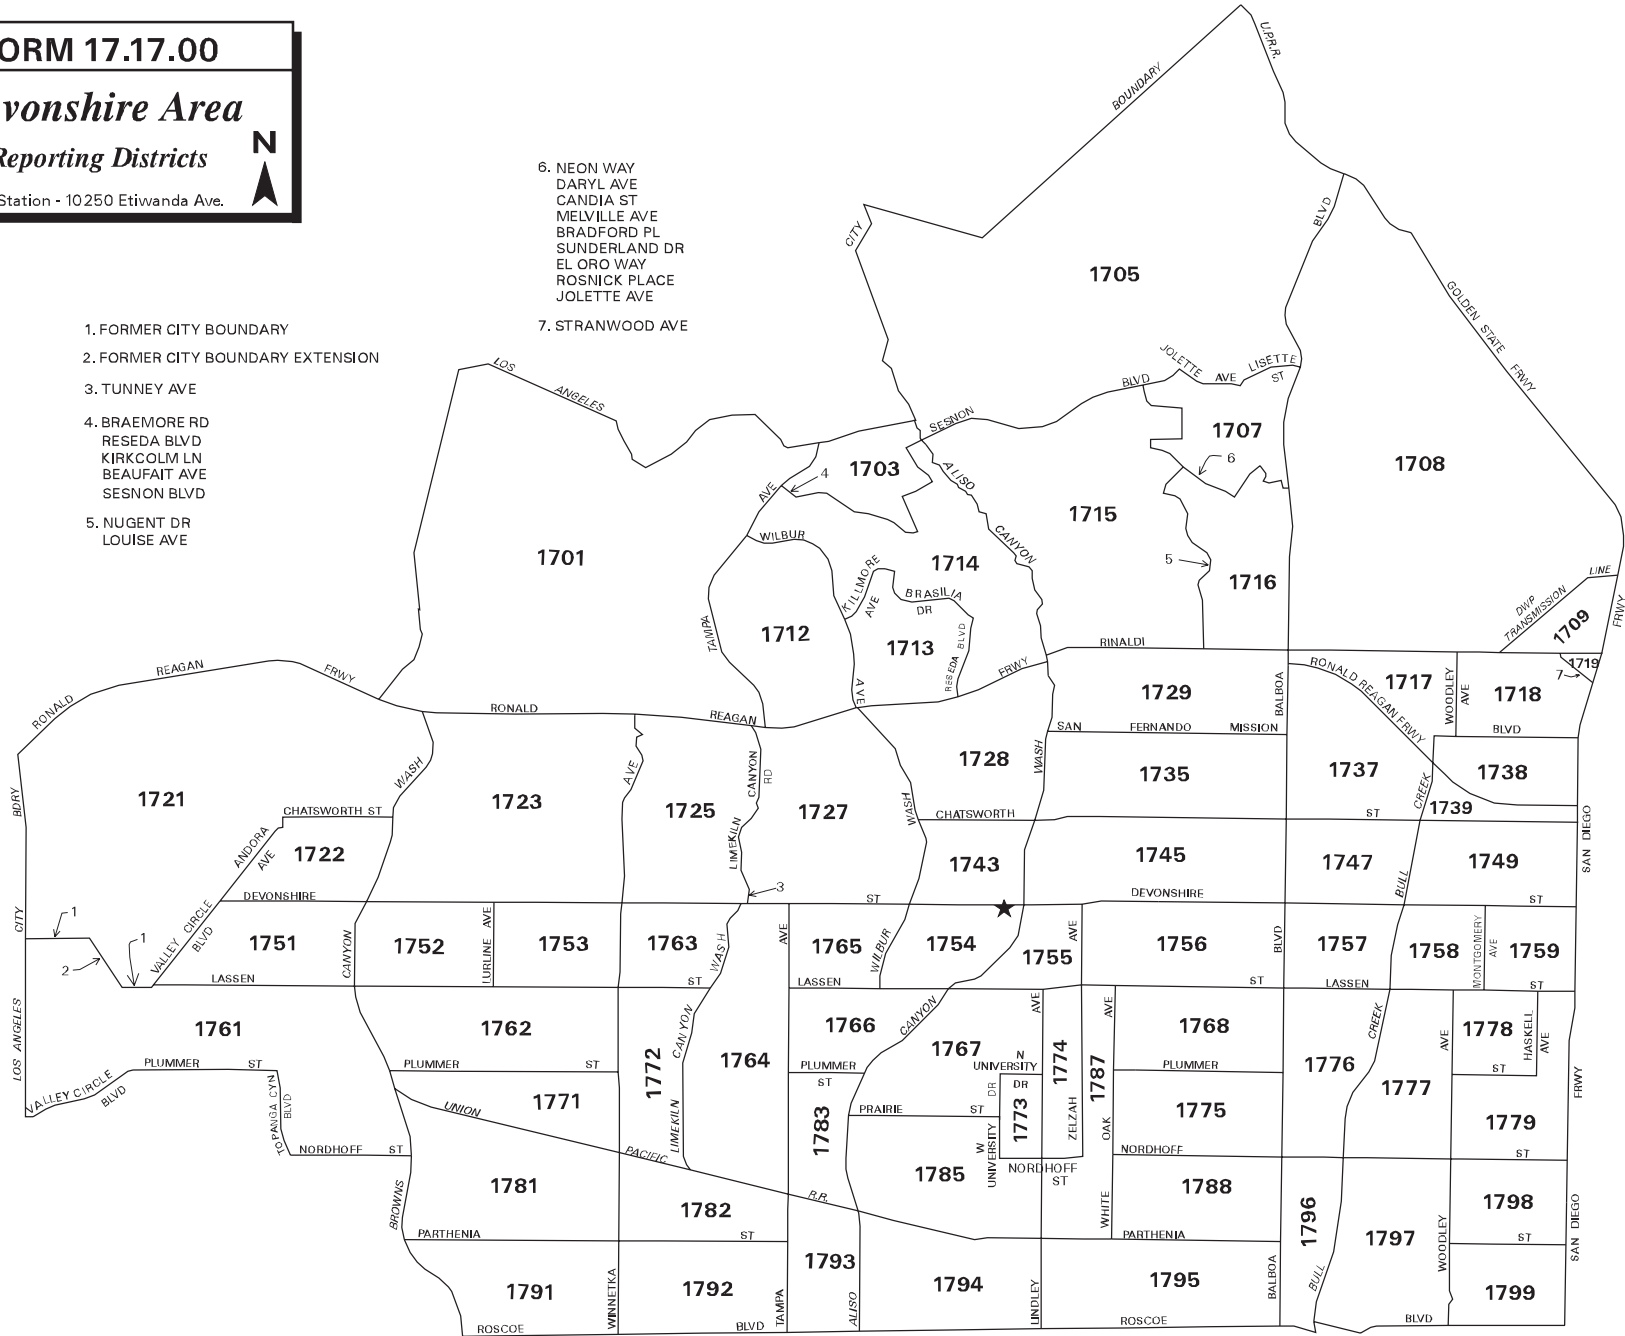 ORM 17.17.00
vonshire Area
Reporting Districts
N
Station - 10250 Etiwanda Ave.
6. NEON WAY
DARYL AVE
CANDIA ST
MELVILLE AVE
BRADFORD PL
SUNDERLAND DR
EL ORO WAY
ROSNICK PLACE
JOLETTE AVE
7. STRANWOOD AVE
1. FORMER CITY BOUNDARY
2. FORMER CITY BOUNDARY EXTENSION
3. TUNNEY AVE
4. BRAEMORE RD
RESEDA BLVD
KIRKCOLM LN
BEAUFAIT AVE
SESNON BLVD
5. NUGENT DR
LOUISE AVE
U.P.R.R.
BOUNDARY
CITY
BLVD
1705
GOLDEN STATE FRWY
LOS ANGELES
JOLETTE AVE
LISETTE ST
SESNON BLVD
1707
6
1703
4
1708
ALISO CANYON WASH
AVE
WILBUR AVE
1701
1714
1715
5
1716
KILLMORE AVE
BRASILIA DR
DWP TRANSMISSION LINE
1709
FRWY
TAMPA
1712
1713
RESEDA BLVD
RINALDI
1719
7
RONALD REAGAN FRWY
RONALD REAGAN FRWY
RONALD REAGAN FRWY
1729
BALBOA
1717
WOODLEY AVE
1718
SAN FERNANDO MISSION BLVD
BDRY
1721
WASH
1723
AVE
1725
CANYON RD
LIMEKILN
1727
WASH
1728
1735
1737
CREEK
1738
1739
CHATSWORTH ST
CHATSWORTH ST
SAN DIEGO
ANDORA AVE
1722
1743
1745
1747
BULL
1749
3
DEVONSHIRE ST
DEVONSHIRE ST
CITY
1
1
2
VALLEY CIRCLE BLVD
1751
CANYON
1752
LURLINE AVE
1753
1763
WASH
AVE
1765
WILBUR
1754
1755
AVE
1756
BLVD
1757
1758
MONTGOMERY AVE
1759
LASSEN ST
LASSEN ST
LASSEN ST
LOS ANGELES
1761
1762
1772
CANYON
1764
1766
CANYON
1767
AVE
1774
AVE
1787
1768
1776
CREEK
1777
AVE
1778
HASKELL AVE
PLUMMER ST
PLUMMER ST
PLUMMER ST
PLUMMER ST
N UNIVERSITY DR
VALLEY CIRCLE BLVD
TOPANGA CYN BLVD
UNION PACIFIC R.R.
1771
LIMEKILN
1783
PRAIRIE ST
DR
1773
ZELZAH
OAK
1775
1779
FRWY
NORDHOFF ST
W UNIVERSITY
NORDHOFF ST
NORDHOFF ST
BROWNS
1781
1782
1785
WHITE
1788
1796
1797
WOODLEY
1798
SAN DIEGO
PARTHENIA ST
PARTHENIA ST
1791
WINNETKA
1792
TAMPA
1793
ALISO
1794
LINDLEY
1795
BALBOA
BULL
1799
ROSCOE BLVD
ROSCOE BLVD